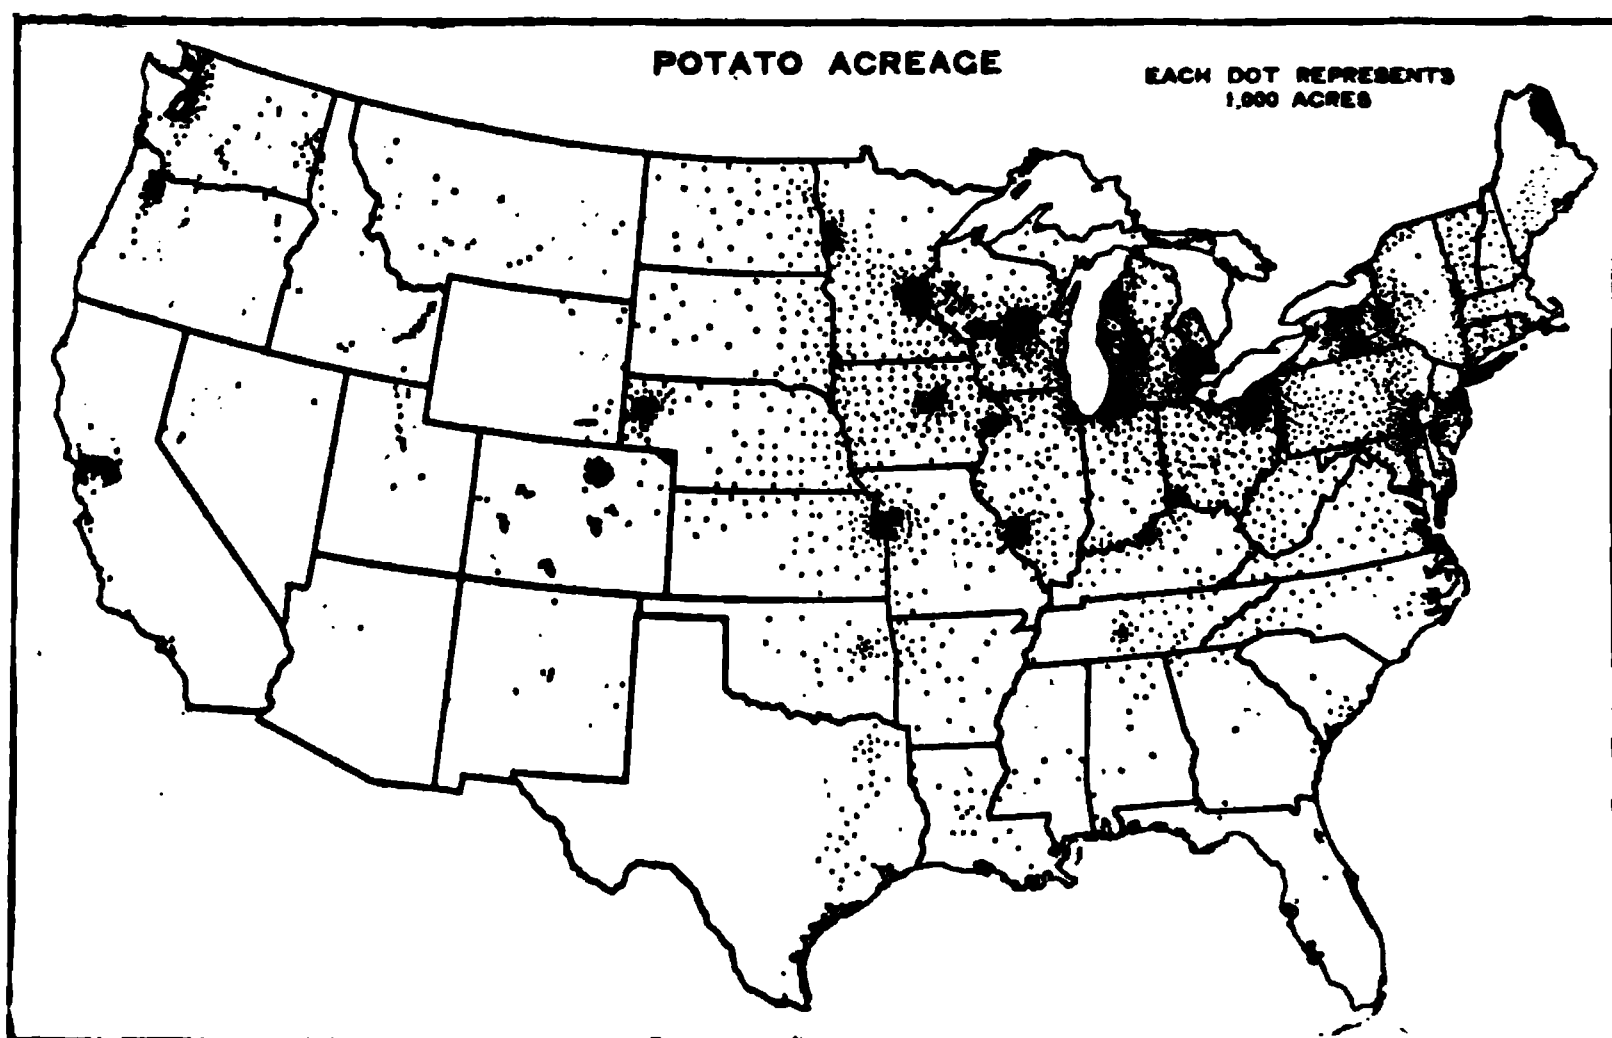 POTATO ACREAGE
EACH DOT REPRESENTS
1,000 ACRES